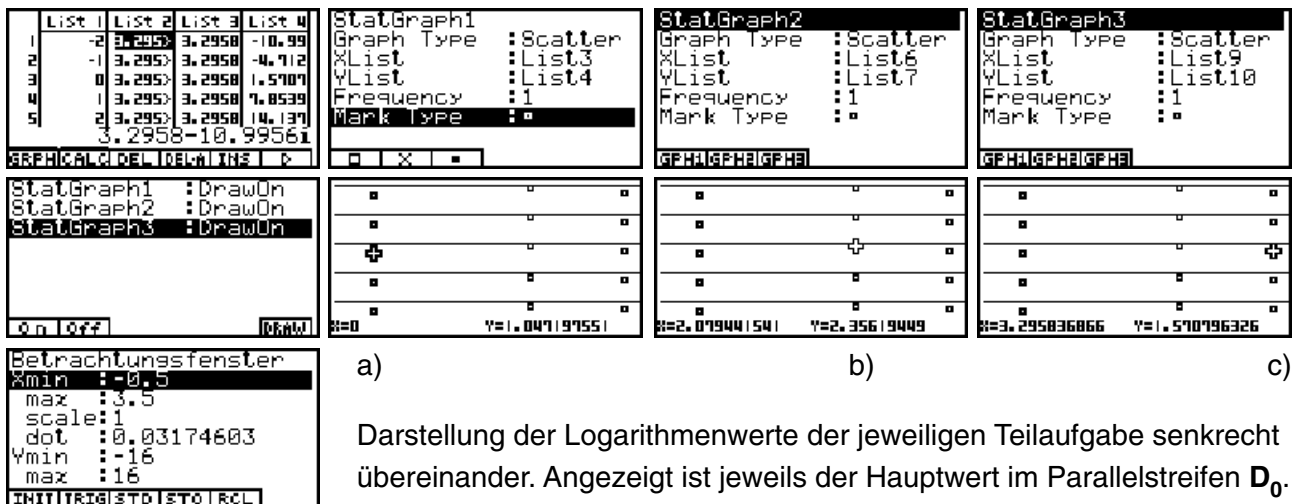 List 1 List 2 List 3 List 4
1 -2 3.295> 3.2958 -10.99
2 -1 3.295> 3.2958 -4.712
3 0 3.295> 3.2958 1.5707
4 1 3.295> 3.2958 7.8539
5 2 3.295> 3.2958 14.137
3.2958-10.9956i
GRPH CALC DEL DEL·A INS ▷
StatGraph1
Graph Type :Scatter
XList :List3
YList :List4
Frequency :1
Mark Type :▫
□ X ▪
StatGraph2
Graph Type :Scatter
XList :List6
YList :List7
Frequency :1
Mark Type :▫
GPH1 GPH2 GPH3
StatGraph3
Graph Type :Scatter
XList :List9
YList :List10
Frequency :1
Mark Type :▫
GPH1 GPH2 GPH3
StatGraph1 :DrawOn
StatGraph2 :DrawOn
StatGraph3 :DrawOn
On Off DRAW
X=0 Y=1.047197551
X=2.079441541 Y=2.35619449
X=3.295836866 Y=1.570796326
Betrachtungsfenster
Xmin :-0.5
max :3.5
scale:1
dot :0.03174603
Ymin :-16
max :16
INIT TRIG STD STO RCL
a) b) c)
Darstellung der Logarithmenwerte der jeweiligen Teilaufgabe senkrecht
übereinander. Angezeigt ist jeweils der Hauptwert im Parallelstreifen D₀.